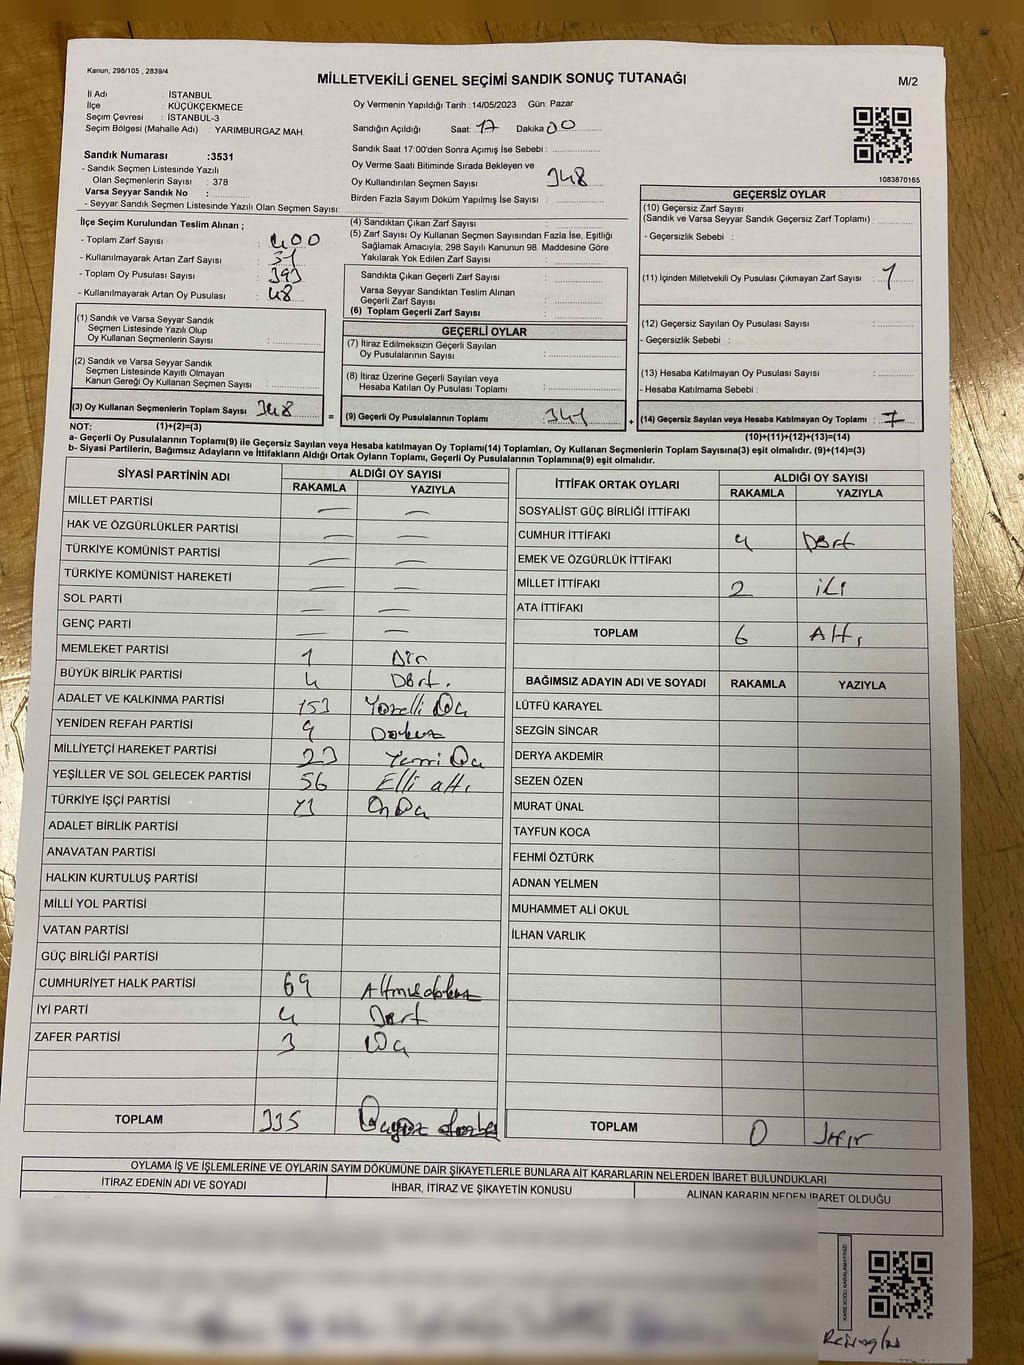 Kanun, 298/105 , 2839/4
MİLLETVEKİLİ GENEL SEÇİMİ SANDIK SONUÇ TUTANAĞI
M/2
İl Adı : İSTANBUL
İlçe : KÜÇÜKÇEKMECE
Seçim Çevresi : İSTANBUL-3
Seçim Bölgesi (Mahalle Adı) : YARIMBURGAZ MAH.
Sandık Numarası :3531
- Sandık Seçmen Listesinde Yazılı
Olan Seçmenlerin Sayısı : 378
Varsa Seyyar Sandık No :
- Seyyar Sandık Seçmen Listesinde Yazılı Olan Seçmen Sayısı:
Oy Vermenin Yapıldığı Tarih :14/05/2023 Gün: Pazar
Sandığın Açıldığı Saat: 17 Dakika 00
Sandık Saat 17:00'den Sonra Açımış İse Sebebi :
Oy Verme Saati Bitiminde Sırada Bekleyen ve
Oy Kullandırılan Seçmen Sayısı 348
Birden Fazla Sayım Döküm Yapılmış İse Sayısı :
1083870165
İlçe Seçim Kurulundan Teslim Alınan ;
- Toplam Zarf Sayısı : 400
- Kullanılmayarak Artan Zarf Sayısı : 51
- Toplam Oy Pusulası Sayısı : 393
- Kullanılmayarak Artan Oy Pusulası : 48
(1) Sandık ve Varsa Seyyar Sandık
Seçmen Listesinde Yazılı Olup
Oy Kullanan Seçmenlerin Sayısı :
(2) Sandık ve Varsa Seyyar Sandık
Seçmen Listesinde Kayıtlı Olmayan
Kanun Gereği Oy Kullanan Seçmen Sayısı :
(3) Oy Kullanan Seçmenlerin Toplam Sayısı 348
(4) Sandıktan Çıkan Zarf Sayısı :
(5) Zarf Sayısı Oy Kullanan Seçmen Sayısından Fazla İse, Eşitliği
Sağlamak Amacıyla; 298 Sayılı Kanunun 98. Maddesine Göre
Yakılarak Yok Edilen Zarf Sayısı :
Sandıkta Çıkan Geçerli Zarf Sayısı :
Varsa Seyyar Sandıktan Teslim Alınan
Geçerli Zarf Sayısı :
(6) Toplam Geçerli Zarf Sayısı :
GEÇERLİ OYLAR
(7) İtiraz Edilmeksizin Geçerli Sayılan
Oy Pusulalarının Sayısı :
(8) İtiraz Üzerine Geçerli Sayılan veya
Hesaba Katılan Oy Pusulası Toplamı :
= (9) Geçerli Oy Pusulalarının Toplamı 341
GEÇERSİZ OYLAR
(10) Geçersiz Zarf Sayısı
(Sandık ve Varsa Seyyar Sandık Geçersiz Zarf Toplamı) :
- Geçersizlik Sebebi :
(11) İçinden Milletvekili Oy Pusulası Çıkmayan Zarf Sayısı : 1
(12) Geçersiz Sayılan Oy Pusulası Sayısı :
- Geçersizlik Sebebi :
(13) Hesaba Katılmayan Oy Pusulası Sayısı :
- Hesaba Katılmama Sebebi :
+ (14) Geçersiz Sayılan veya Hesaba Katılmayan Oy Toplamı : 7
NOT: (1)+(2)=(3)
(10)+(11)+(12)+(13)=(14)
a- Geçerli Oy Pusulalarının Toplamı(9) ile Geçersiz Sayılan veya Hesaba katılmayan Oy Toplamı(14) Toplamları, Oy Kullanan Seçmenlerin Toplam Sayısına(3) eşit olmalıdır. (9)+(14)=(3)
b- Siyasi Partilerin, Bağımsız Adayların ve İttifakların Aldığı Ortak Oyların Toplamı, Geçerli Oy Pusulalarının Toplamına(9) eşit olmalıdır.
SİYASİ PARTİNİN ADI ALDIĞI OY SAYISI
RAKAMLA YAZIYLA
MİLLET PARTİSİ — —
HAK VE ÖZGÜRLÜKLER PARTİSİ — —
TÜRKİYE KOMÜNİST PARTİSİ — —
TÜRKİYE KOMÜNİST HAREKETİ — —
SOL PARTİ — —
GENÇ PARTİ — —
MEMLEKET PARTİSİ 1 Bir
BÜYÜK BİRLİK PARTİSİ 4 Dört.
ADALET VE KALKINMA PARTİSİ 153 Yüzelli Üç
YENİDEN REFAH PARTİSİ 9 Dokuz
MİLLİYETÇİ HAREKET PARTİSİ 23 Yirmi Üç
YEŞİLLER VE SOL GELECEK PARTİSİ 56 Elli altı
TÜRKİYE İŞÇİ PARTİSİ 13 On Üç
ADALET BİRLİK PARTİSİ
ANAVATAN PARTİSİ
HALKIN KURTULUŞ PARTİSİ
MİLLİ YOL PARTİSİ
VATAN PARTİSİ
GÜÇ BİRLİĞİ PARTİSİ
CUMHURİYET HALK PARTİSİ 69 Altmışdokuz
İYİ PARTİ 4 Dört
ZAFER PARTİSİ 3 Üç
TOPLAM 335
İTTİFAK ORTAK OYLARI ALDIĞI OY SAYISI
RAKAMLA YAZIYLA
SOSYALİST GÜÇ BİRLİĞİ İTTİFAKI
CUMHUR İTTİFAKI 4 Dört
EMEK VE ÖZGÜRLÜK İTTİFAKI
MİLLET İTTİFAKI 2 iki
ATA İTTİFAKI
TOPLAM 6 Altı
BAĞIMSIZ ADAYIN ADI VE SOYADI RAKAMLA YAZIYLA
LÜTFÜ KARAYEL
SEZGİN SİNCAR
DERYA AKDEMİR
SEZEN ÖZEN
MURAT ÜNAL
TAYFUN KOCA
FEHMİ ÖZTÜRK
ADNAN YELMEN
MUHAMMET ALİ OKUL
İLHAN VARLIK
TOPLAM 0 Sıfır
OYLAMA İŞ VE İŞLEMLERİNE VE OYLARIN SAYIM DÖKÜMÜNE DAİR ŞİKAYETLERLE BUNLARA AİT KARARLARIN NELERDEN İBARET BULUNDUKLARI
İTİRAZ EDENİN ADI VE SOYADI İHBAR, İTİRAZ VE ŞİKAYETİN KONUSU ALINAN KARARIN NEDEN İBARET OLDUĞU
KARE KODU KARALAMAYINIZ!